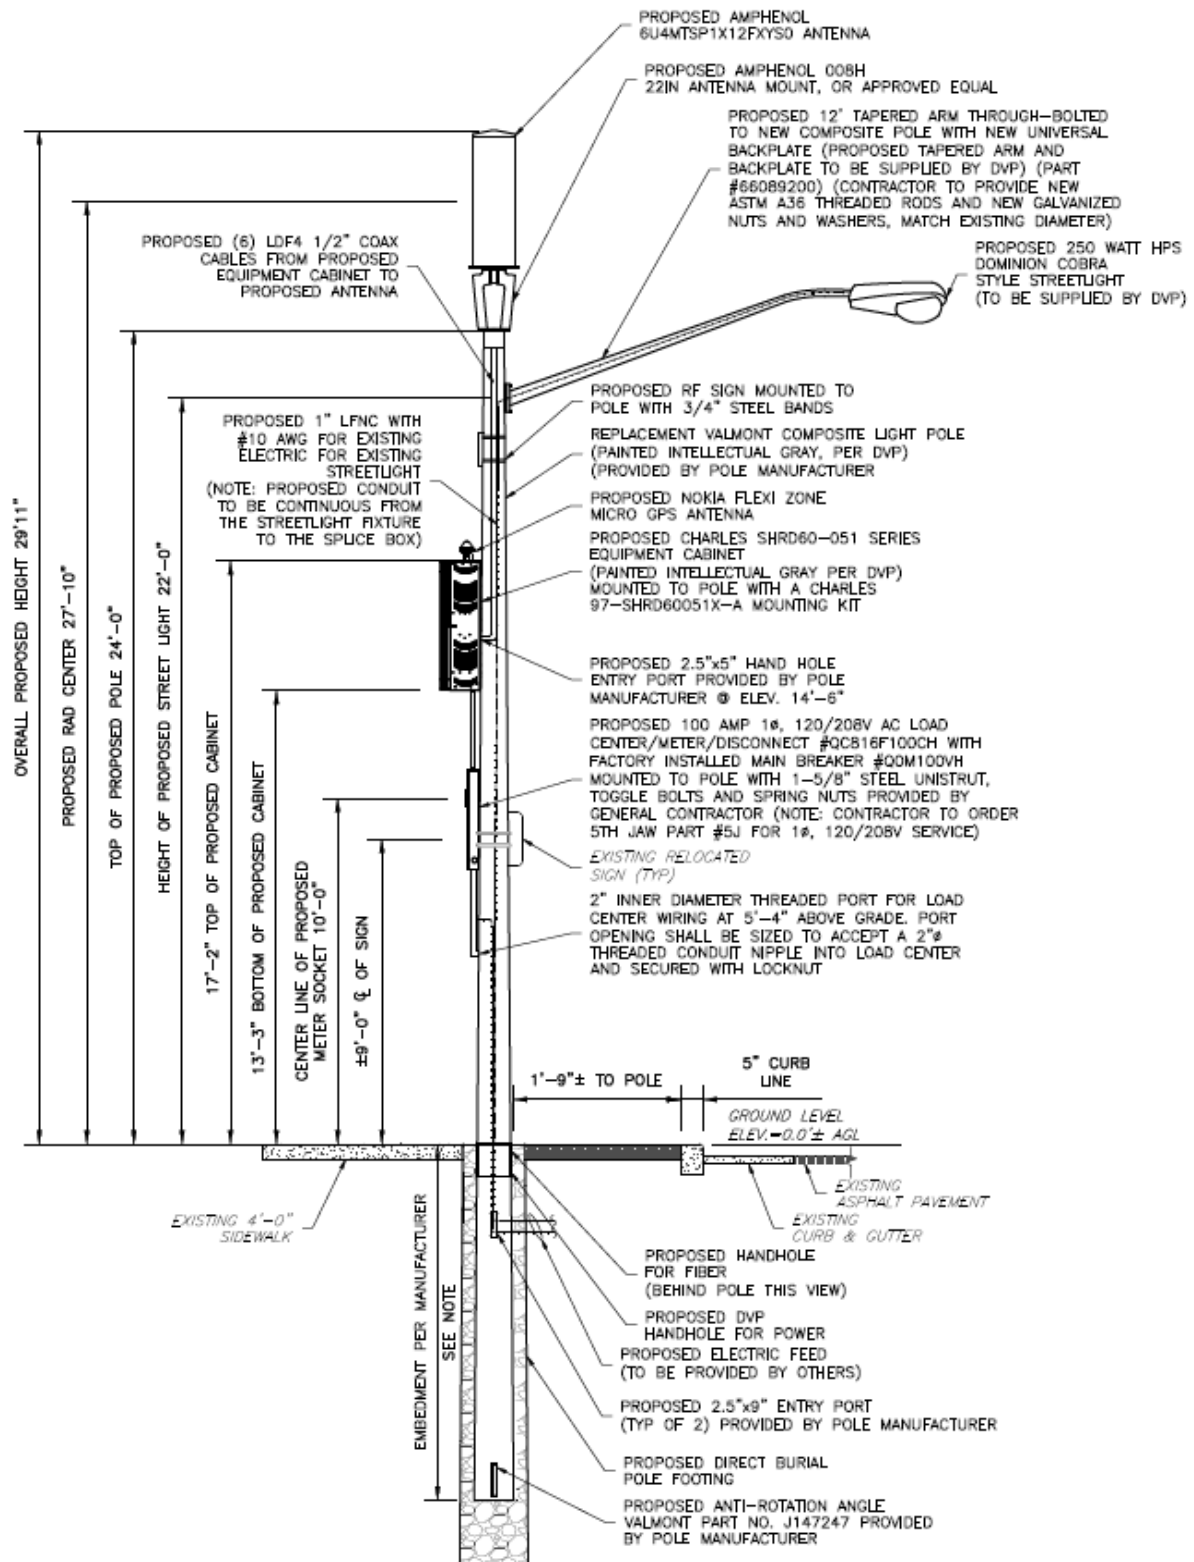 PROPOSED AMPHENOL
6U4MTSP1X12FXYS0 ANTENNA
PROPOSED AMPHENOL 008H
22IN ANTENNA MOUNT, OR APPROVED EQUAL
PROPOSED 12' TAPERED ARM THROUGH-BOLTED
TO NEW COMPOSITE POLE WITH NEW UNIVERSAL
BACKPLATE (PROPOSED TAPERED ARM AND
BACKPLATE TO BE SUPPLIED BY DVP) (PART
#66089200) (CONTRACTOR TO PROVIDE NEW
ASTM A36 THREADED RODS AND NEW GALVANIZED
NUTS AND WASHERS, MATCH EXISTING DIAMETER)
PROPOSED (6) LDF4 1/2" COAX
CABLES FROM PROPOSED
EQUIPMENT CABINET TO
PROPOSED ANTENNA
PROPOSED 250 WATT HPS
DOMINION COBRA
STYLE STREETLIGHT
(TO BE SUPPLIED BY DVP)
PROPOSED RF SIGN MOUNTED TO
POLE WITH 3/4" STEEL BANDS
PROPOSED 1" LFNC WITH
#10 AWG FOR EXISTING
ELECTRIC FOR EXISTING
STREETLIGHT
(NOTE: PROPOSED CONDUIT
TO BE CONTINUOUS FROM
THE STREETLIGHT FIXTURE
TO THE SPLICE BOX)
REPLACEMENT VALMONT COMPOSITE LIGHT POLE
(PAINTED INTELLECTUAL GRAY, PER DVP)
(PROVIDED BY POLE MANUFACTURER
PROPOSED NOKIA FLEXI ZONE
MICRO GPS ANTENNA
PROPOSED CHARLES SHRD60-051 SERIES
EQUIPMENT CABINET
(PAINTED INTELLECTUAL GRAY PER DVP)
MOUNTED TO POLE WITH A CHARLES
97-SHRD60051X-A MOUNTING KIT
PROPOSED 2.5"x5" HAND HOLE
ENTRY PORT PROVIDED BY POLE
MANUFACTURER @ ELEV. 14'-6"
PROPOSED 100 AMP 1ø, 120/208V AC LOAD
CENTER/METER/DISCONNECT #QC816F100CH WITH
FACTORY INSTALLED MAIN BREAKER #QOM100VH
MOUNTED TO POLE WITH 1-5/8" STEEL UNISTRUT,
TOGGLE BOLTS AND SPRING NUTS PROVIDED BY
GENERAL CONTRACTOR (NOTE: CONTRACTOR TO ORDER
5TH JAW PART #5J FOR 1ø, 120/208V SERVICE)
EXISTING RELOCATED
SIGN (TYP)
2" INNER DIAMETER THREADED PORT FOR LOAD
CENTER WIRING AT 5'-4" ABOVE GRADE. PORT
OPENING SHALL BE SIZED TO ACCEPT A 2"ø
THREADED CONDUIT NIPPLE INTO LOAD CENTER
AND SECURED WITH LOCKNUT
OVERALL PROPOSED HEIGHT 29'11"
PROPOSED RAD CENTER 27'-10"
TOP OF PROPOSED POLE 24'-0"
HEIGHT OF PROPOSED STREET LIGHT 22'-0"
17'-2" TOP OF PROPOSED CABINET
13'-3" BOTTOM OF PROPOSED CABINET
CENTER LINE OF PROPOSED
METER SOCKET 10'-0"
±9'-0" ℄ OF SIGN
1'-9"± TO POLE
5" CURB
LINE
GROUND LEVEL
ELEV.=0.0'± AGL
EXISTING
ASPHALT PAVEMENT
EXISTING
CURB & GUTTER
EXISTING 4'-0"
SIDEWALK
EMBEDMENT PER MANUFACTURER
SEE NOTE
PROPOSED HANDHOLE
FOR FIBER
(BEHIND POLE THIS VIEW)
PROPOSED DVP
HANDHOLE FOR POWER
PROPOSED ELECTRIC FEED
(TO BE PROVIDED BY OTHERS)
PROPOSED 2.5"x9" ENTRY PORT
(TYP OF 2) PROVIDED BY POLE MANUFACTURER
PROPOSED DIRECT BURIAL
POLE FOOTING
PROPOSED ANTI-ROTATION ANGLE
VALMONT PART NO. J147247 PROVIDED
BY POLE MANUFACTURER